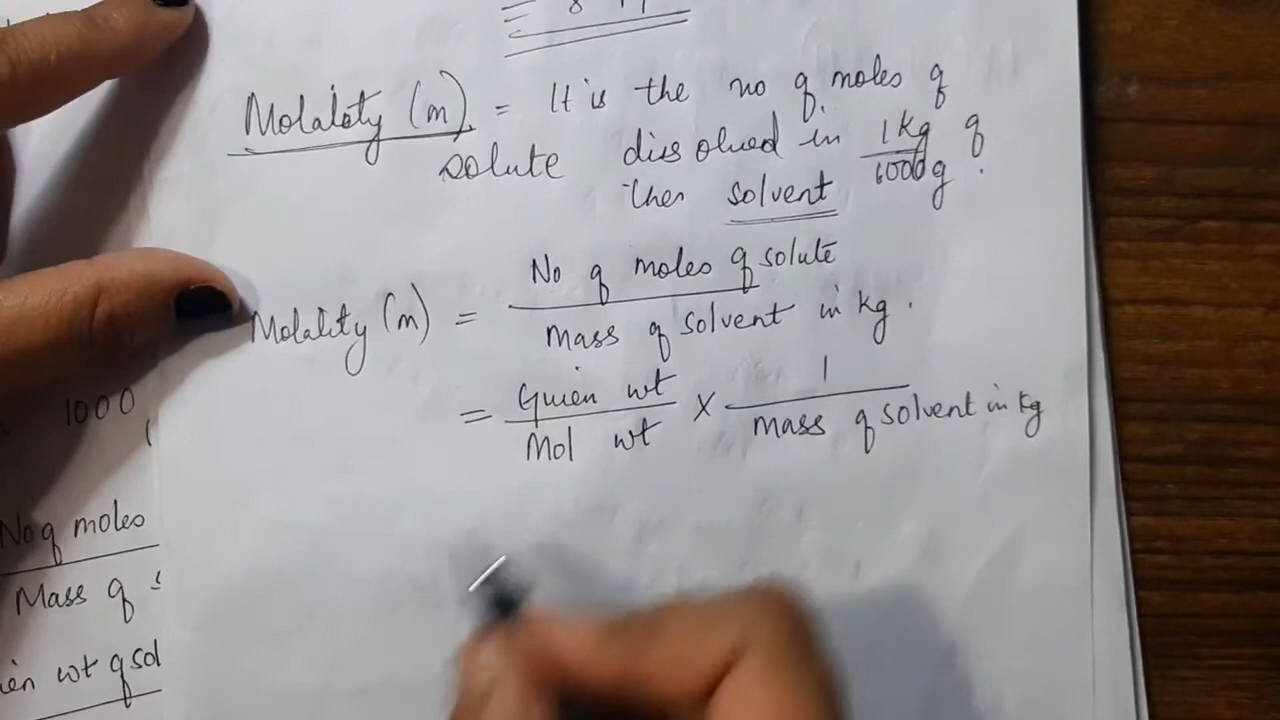 Molality (m) = It is the no of moles of
solute dissolved in 1kg / 1000g of
ther solvent.
Molality (m) = No of moles of solute
mass of solvent in kg.
= Given wt / Mol wt × 1 / mass of solvent in kg
1000
No of moles
Mass of s
ien wt of sol